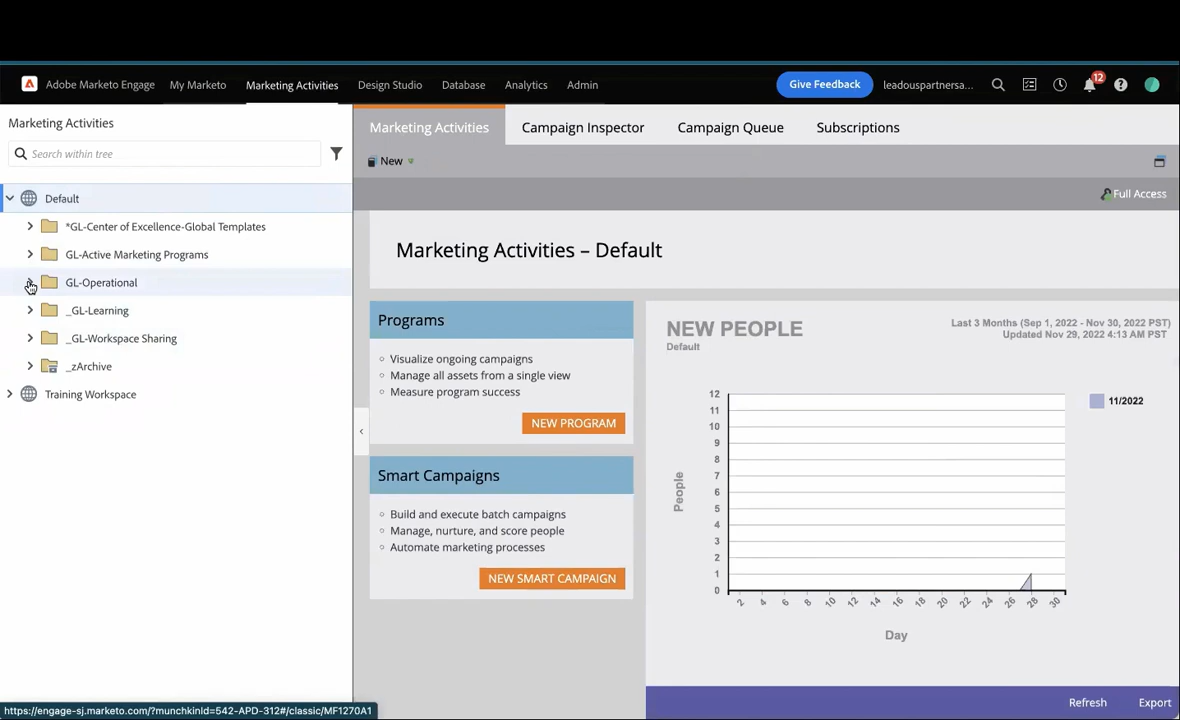 Adobe Marketo Engage My Marketo Marketing Activities Design Studio Database Analytics Admin Give Feedback leadouspartnersa... 12
Marketing Activities
Search within tree
Default
*GL-Center of Excellence-Global Templates
GL-Active Marketing Programs
GL-Operational
_GL-Learning
_GL-Workspace Sharing
_zArchive
Training Workspace
Marketing Activities Campaign Inspector Campaign Queue Subscriptions
New
Full Access
Marketing Activities – Default
Programs
Visualize ongoing campaigns
Manage all assets from a single view
Measure program success
NEW PROGRAM
Smart Campaigns
Build and execute batch campaigns
Manage, nurture, and score people
Automate marketing processes
NEW SMART CAMPAIGN
NEW PEOPLE
Default
Last 3 Months (Sep 1, 2022 - Nov 30, 2022 PST)
Updated Nov 29, 2022 4:13 AM PST
12
11
10
9
8
7
6
5
4
3
2
1
0
People
11/2022
2 4 6 8 10 12 14 16 18 20 22 24 26 28 30
Day
Refresh Export
https://engage-sj.marketo.com/?munchkinId=542-APD-312#/classic/MF1270A1